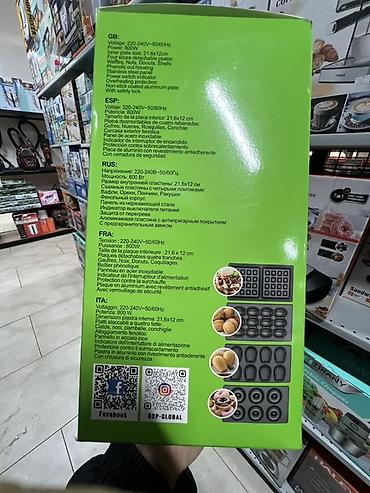 GB:
Voltage: 220-240V~50/60Hz
Power: 800W
Inner plate size: 21,6x12cm
Four slices detachable plates:
Waffles, Nuts, Donuts, Shells
Phenolic cut housing
Stainless steel panel
Power switch indicator
Overheating protection
Non-stick coated aluminum plate
With safety lock
ESP:
Voltaje: 220-240V~50/60Hz
Potencia: 800W
Tamaño de la placa interior: 21,6x12 cm
Platos desmontables de cuatro rebanadas:
Gofres, Nueces, Rosquillas, Conchas
Carcasa exterior fenólica
Panel de acero inoxidable
Indicador de interruptor de encendido
Protección contra sobrecalentamiento
Placa de aluminio con revestimiento antiadherente
Con cerradura de seguridad
RUS:
Напряжение: 220-240В~50/60Гц
Мощность: 800 Вт
Размер внутренней пластины: 21,6x12 см
Съемные пластины с четырьмя ломтиками:
Вафли, Орехи, Пончики, Ракушки
Фенольный корпус
Панель из нержавеющей стали
Индикатор выключателя питания
Защита от перегрева
Алюминиевая пластина с антипригарным покрытием
С предохранительным замком
FRA:
Tension : 220-240V~50/60Hz
Puissance : 800W
Taille de la plaque intérieure : 21,6 x 12 cm
Plaques détachables quatre tranches :
Gaufres, Noix, Donuts, Coquillages
Boîtier phénolique
Panneau en acier inoxydable
Indicateur de l'interrupteur d'alimentation
Protection contre la surchauffe
Plaque en aluminium avec revêtement antiadhésif
Avec verrouillage de sécurité
ITA:
Voltaggio: 220-240V~50/60Hz
Potenza: 800 W
Dimensioni piastra interna: 21,6x12 cm
Piatti staccabili a quattro fette:
Cialde, noci, ciambelle, conchiglie
Alloggiamento fenolico
Pannello in acciaio inox
Indicatore dell'interruttore di alimentazione
Protezione contro il surriscaldamento
Piastra in alluminio con rivestimento antiaderente
Con chiusura di sicurezza
Facebook
DSP-GLOBAL